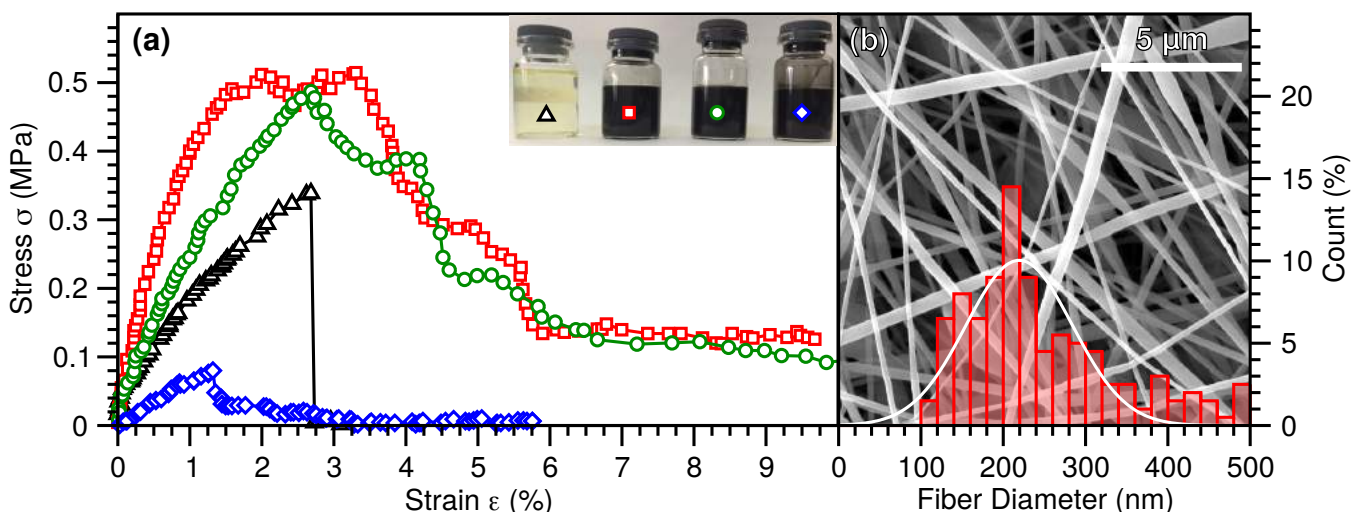 (a)
Stress σ (MPa)
0.5
0.4
0.3
0.2
0.1
0
0 1 2 3 4 5 6 7 8 9
Strain ε (%)
(b)
5 µm
20
15
10
5
0
Count (%)
0 100 200 300 400 500
Fiber Diameter (nm)